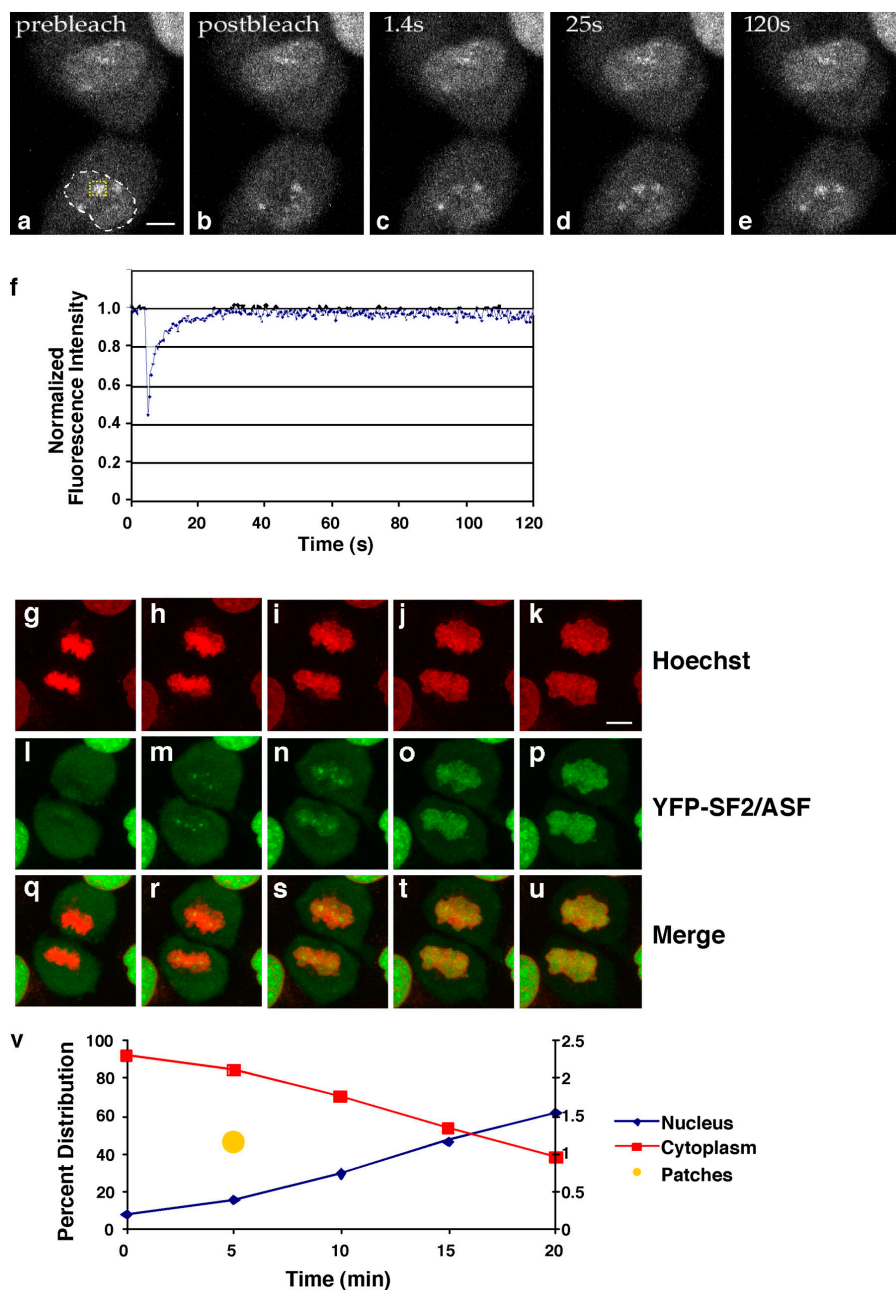 prebleach postbleach 1.4s 25s 120s
a b c d e
f
Normalized
Fluorescence Intensity
1.0
0.8
0.6
0.4
0.2
0
0 20 40 60 80 100 120
Time (s)
g h i j k
Hoechst
l m n o p
YFP-SF2/ASF
q r s t u
Merge
v
Percent Distribution
100
80
60
40
20
0
2.5
2
1.5
1
0.5
0
0 5 10 15 20
Time (min)
Nucleus
Cytoplasm
Patches